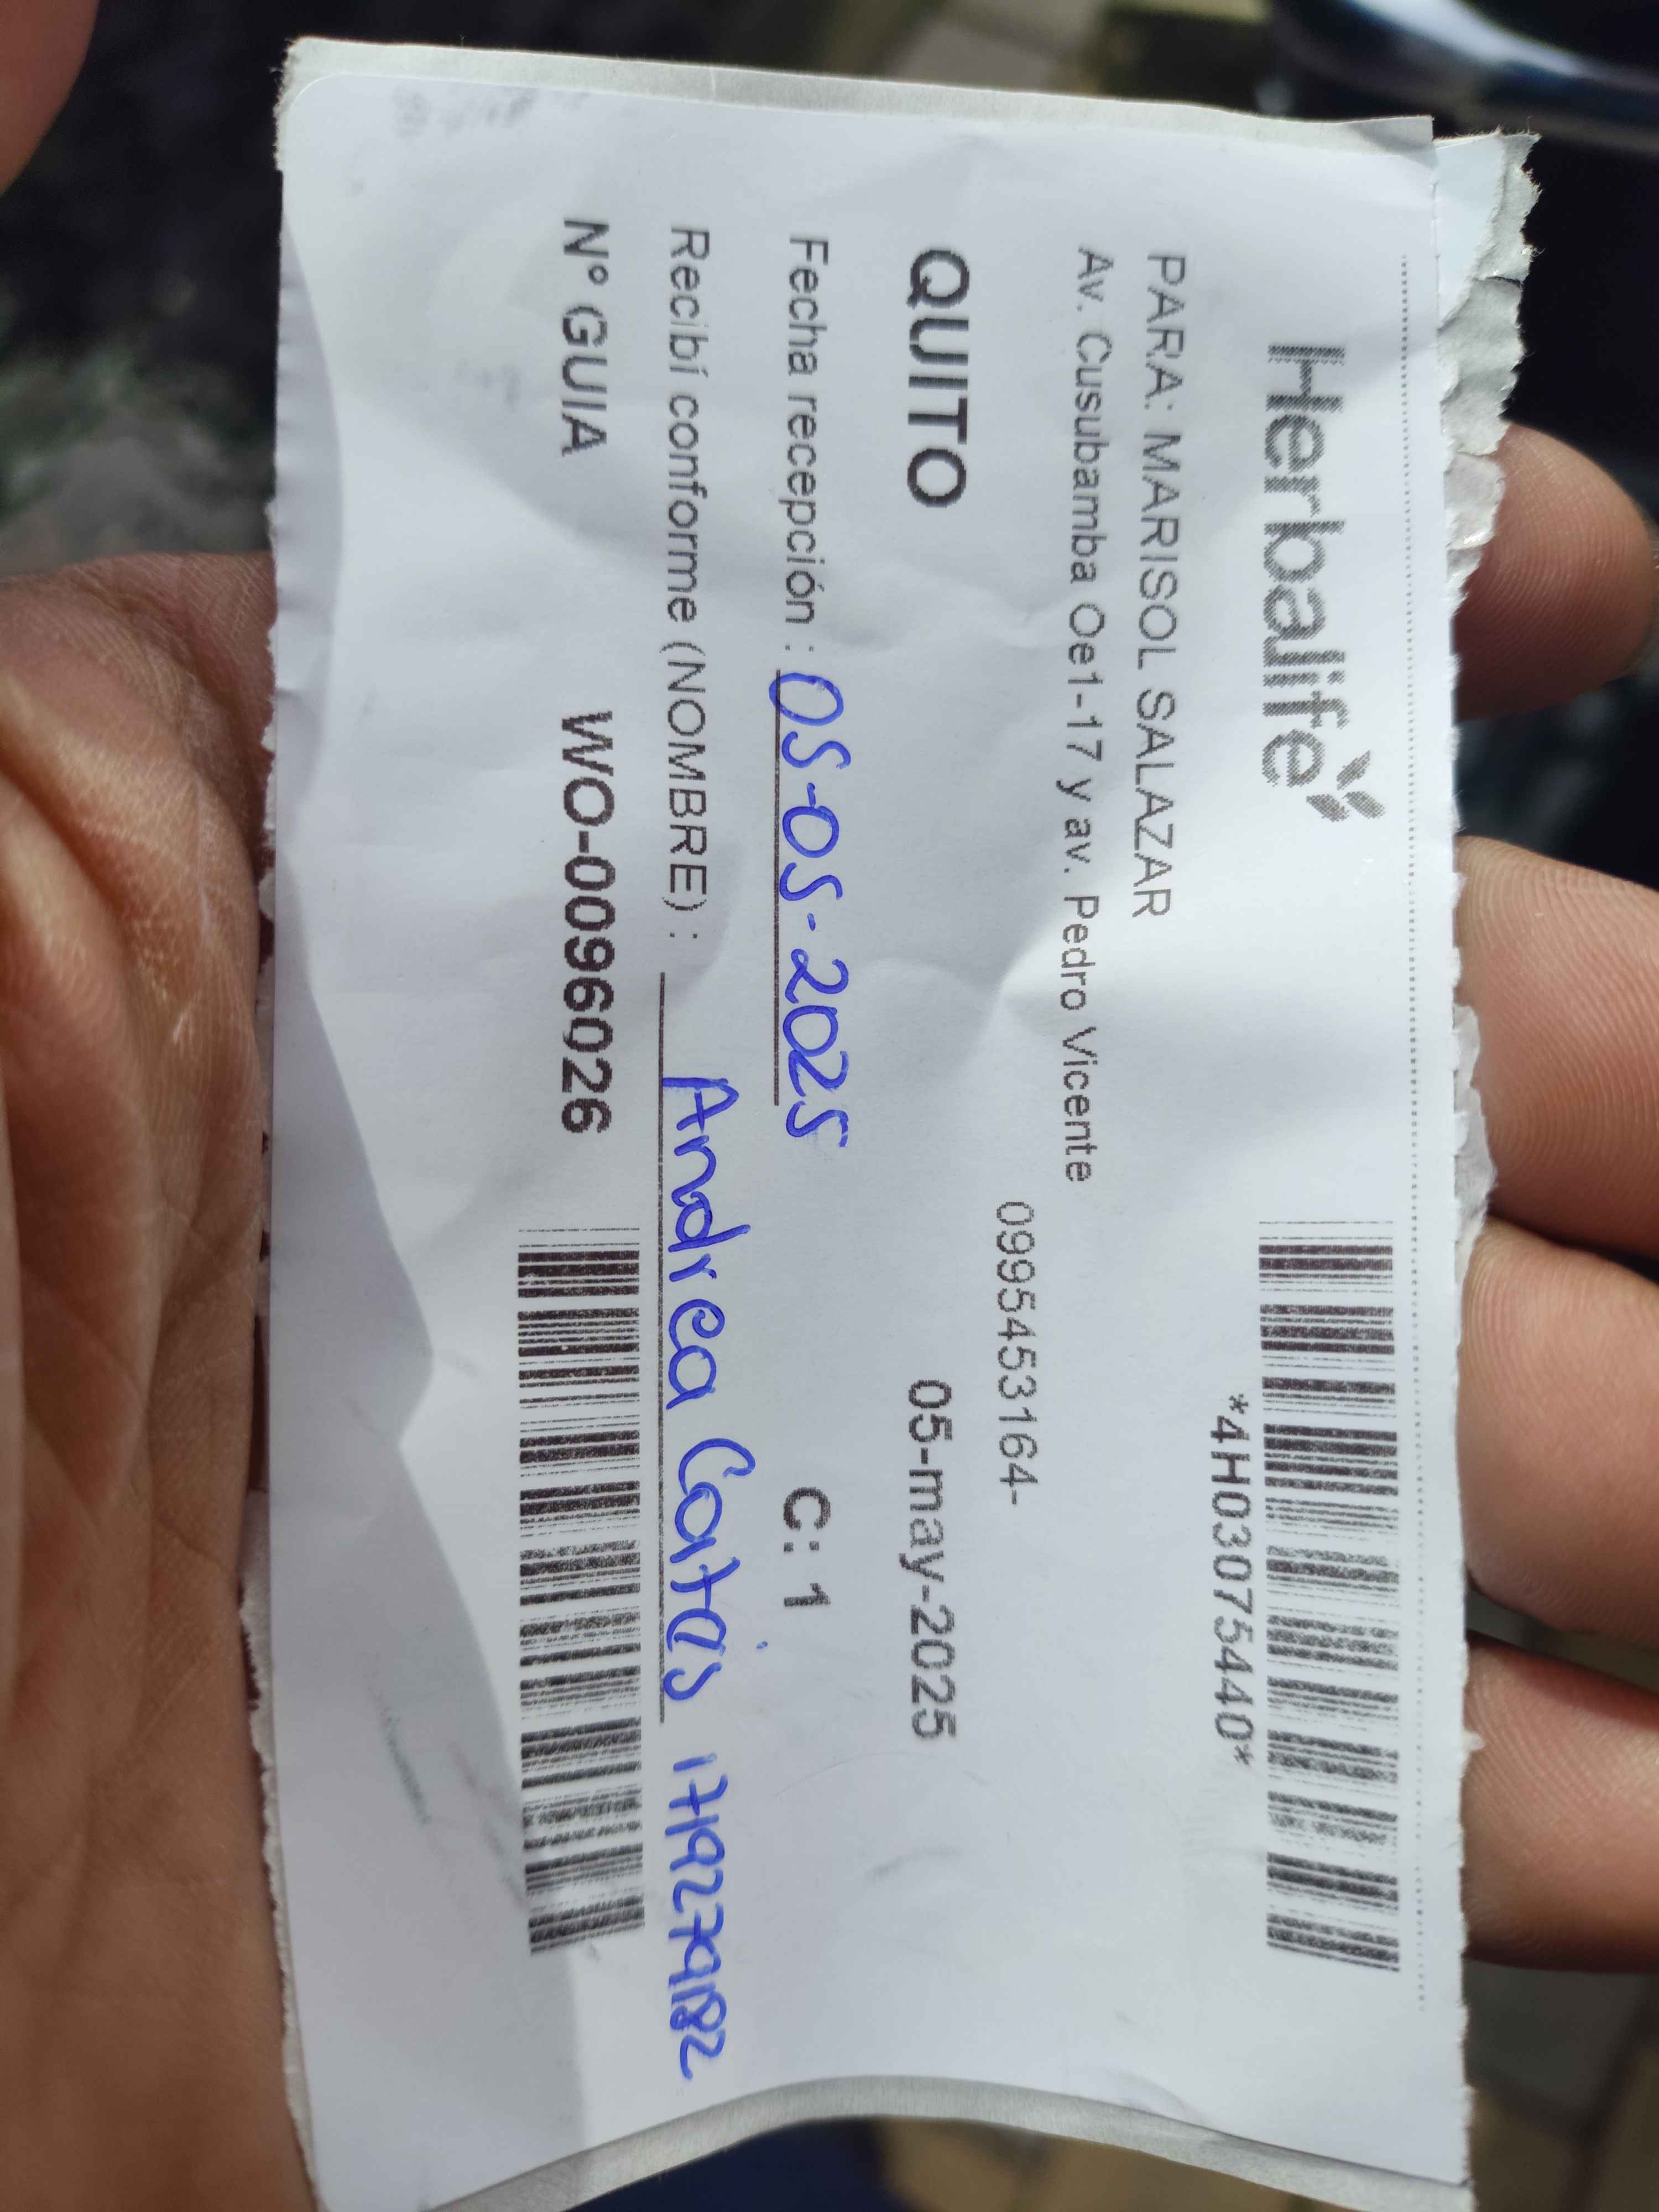 Herbalife
*4H03075440*
PARA: MARISOL SALAZAR
Av. Cusubamba Oe1-17 y av. Pedro Vicente
0995453164-
QUITO 05-may-2025
Fecha recepción : 05-05-2025 C: 1
Recibí conforme (NOMBRE) : Andrea 1719279182
Nº GUIA WO-0096026